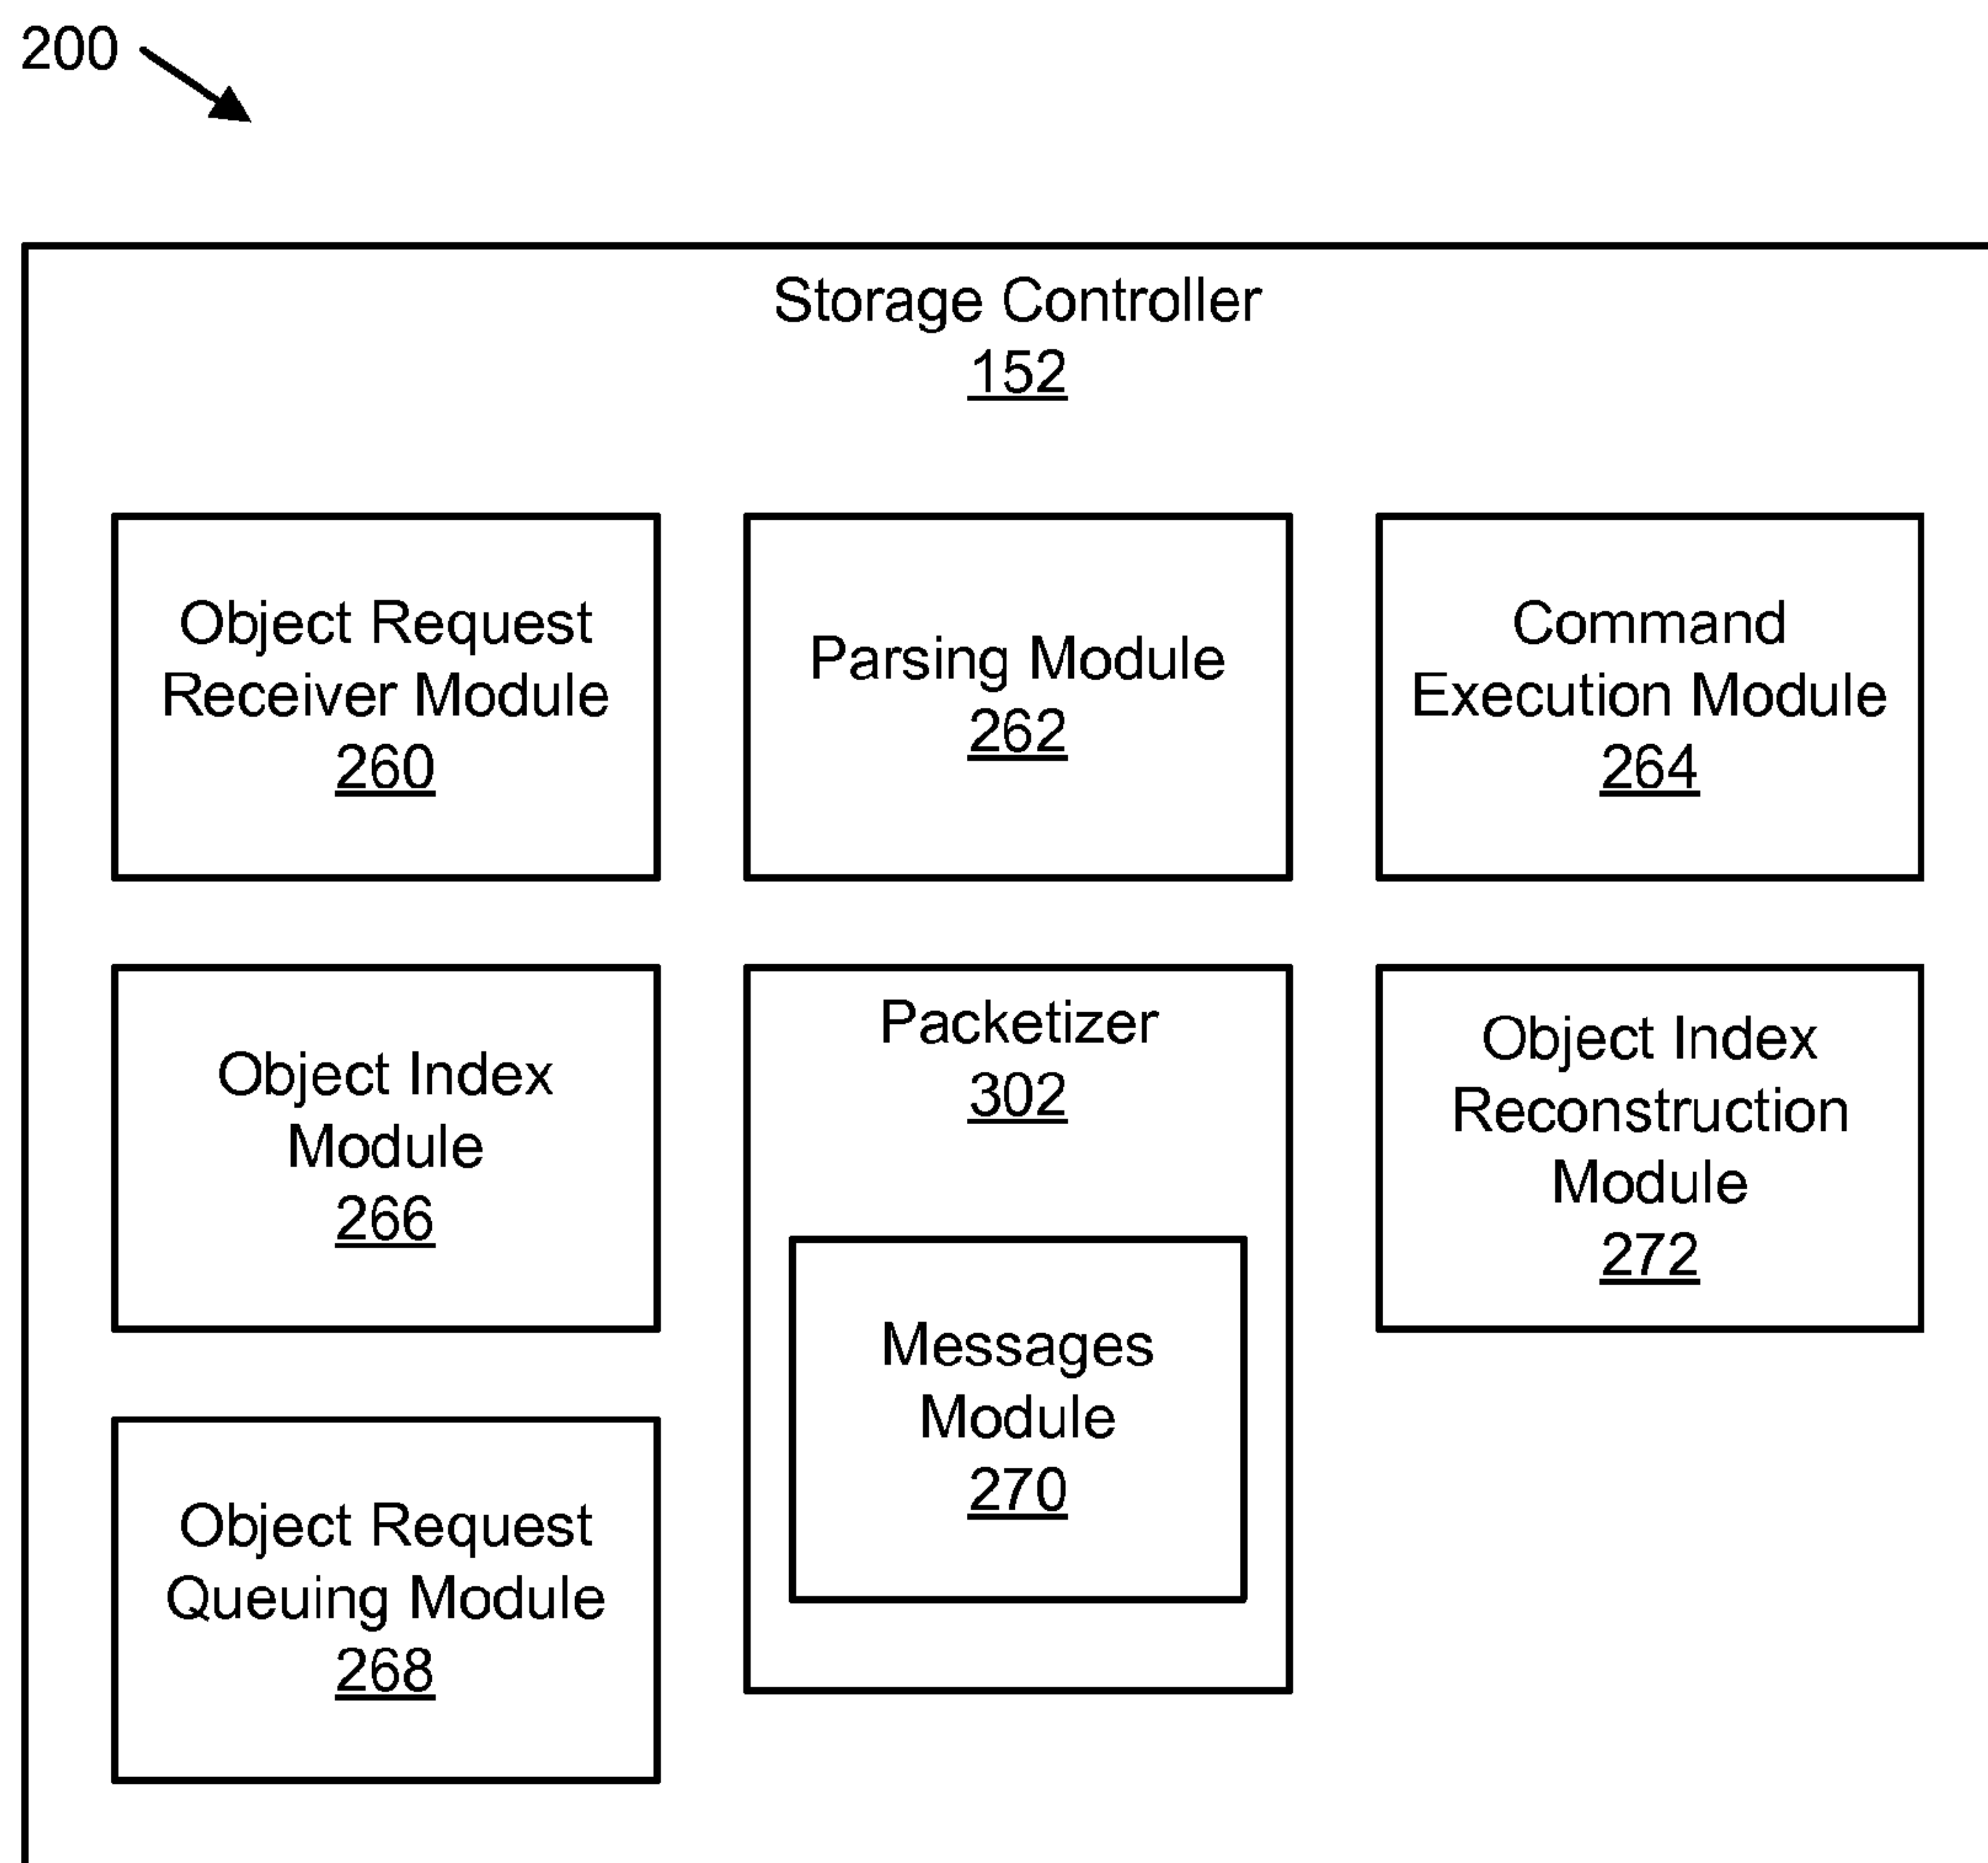 200
Storage Controller
152
Object Request
Receiver Module
260
Parsing Module
262
Command
Execution Module
264
Object Index
Module
266
Packetizer
302
Messages
Module
270
Object Index
Reconstruction
Module
272
Object Request
Queuing Module
268